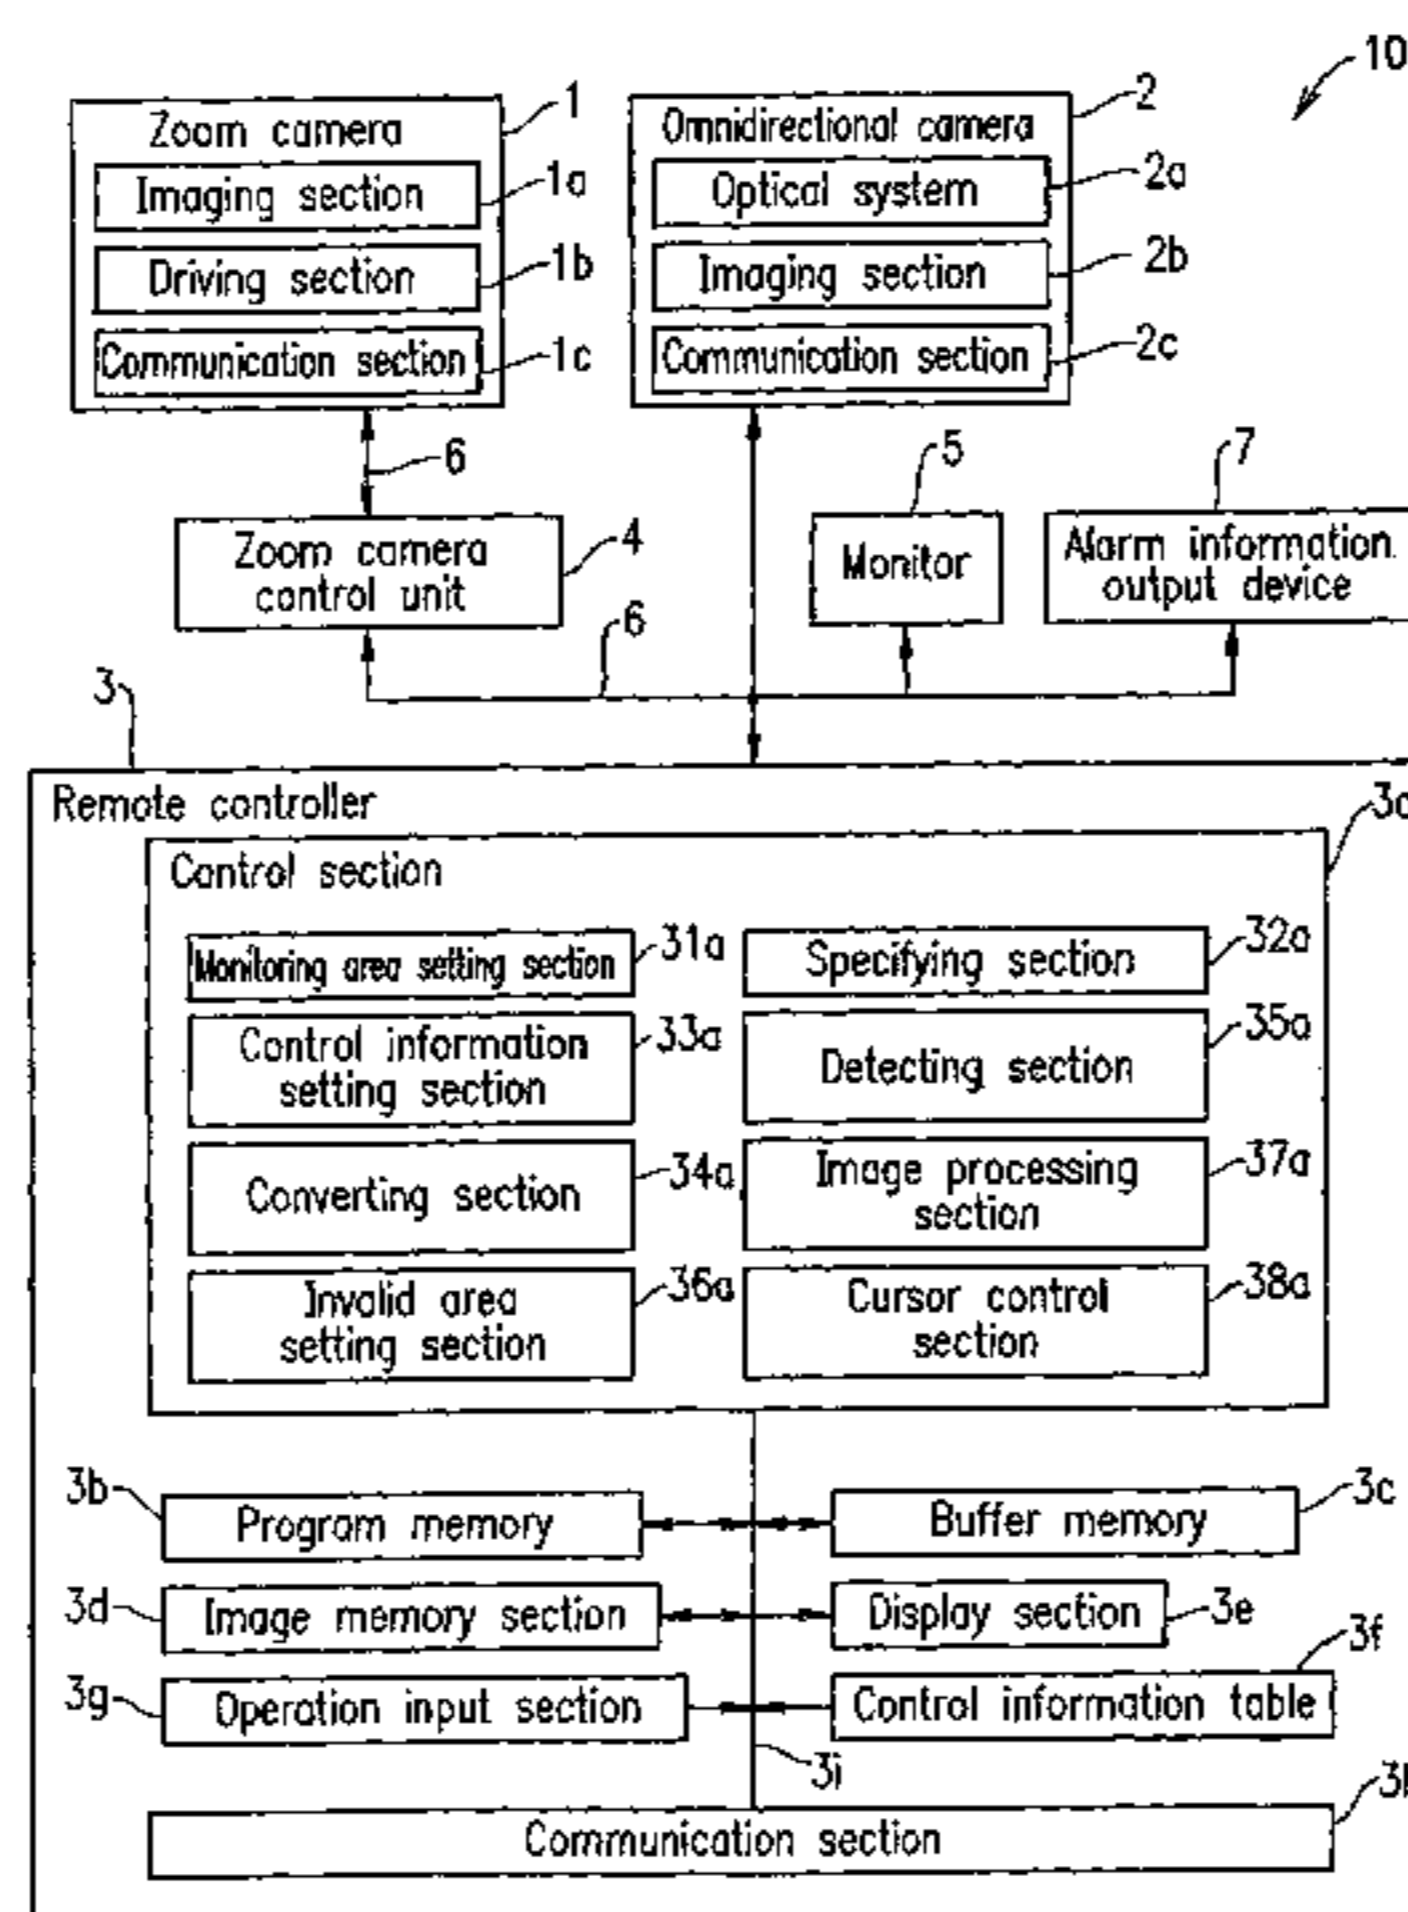 10
Zoom camera
1
Imaging section
1a
Driving section
1b
Communication section
1c
Omnidirectional camera
2
Optical system
2a
Imaging section
2b
Communication section
2c
6
Zoom camera
control unit
4
6
Monitor
5
Alarm information
output device
7
3
Remote controller
Control section
Monitoring area setting section
31a
Specifying section
32a
Control information
setting section
33a
Detecting section
35a
Converting section
34a
Image processing
section
37a
Invalid area
setting section
36a
Cursor control
section
38a
3b
Program memory
Buffer memory
3c
3d
Image memory section
Display section
3e
3f
3g
Operation input section
Control information table
3i
Communication section